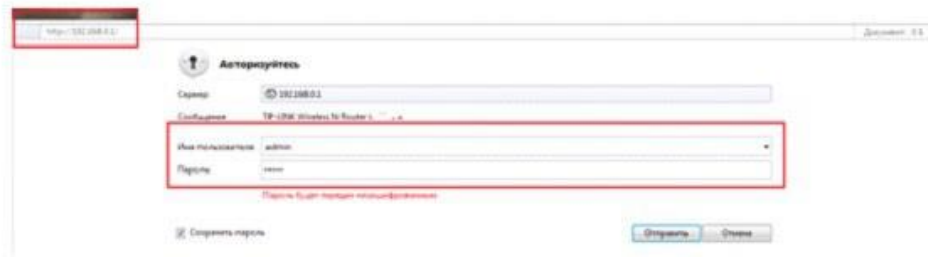 http://192.168.0.1/
Документ: 0 Б
Авторизуйтесь
Сервер 192.168.0.1
Сообщение TP-LINK Wireless N Router
Имя пользователя admin
Пароль
Пароль будет передан незашифрованным
Сохранить пароль
Отправить Отмена